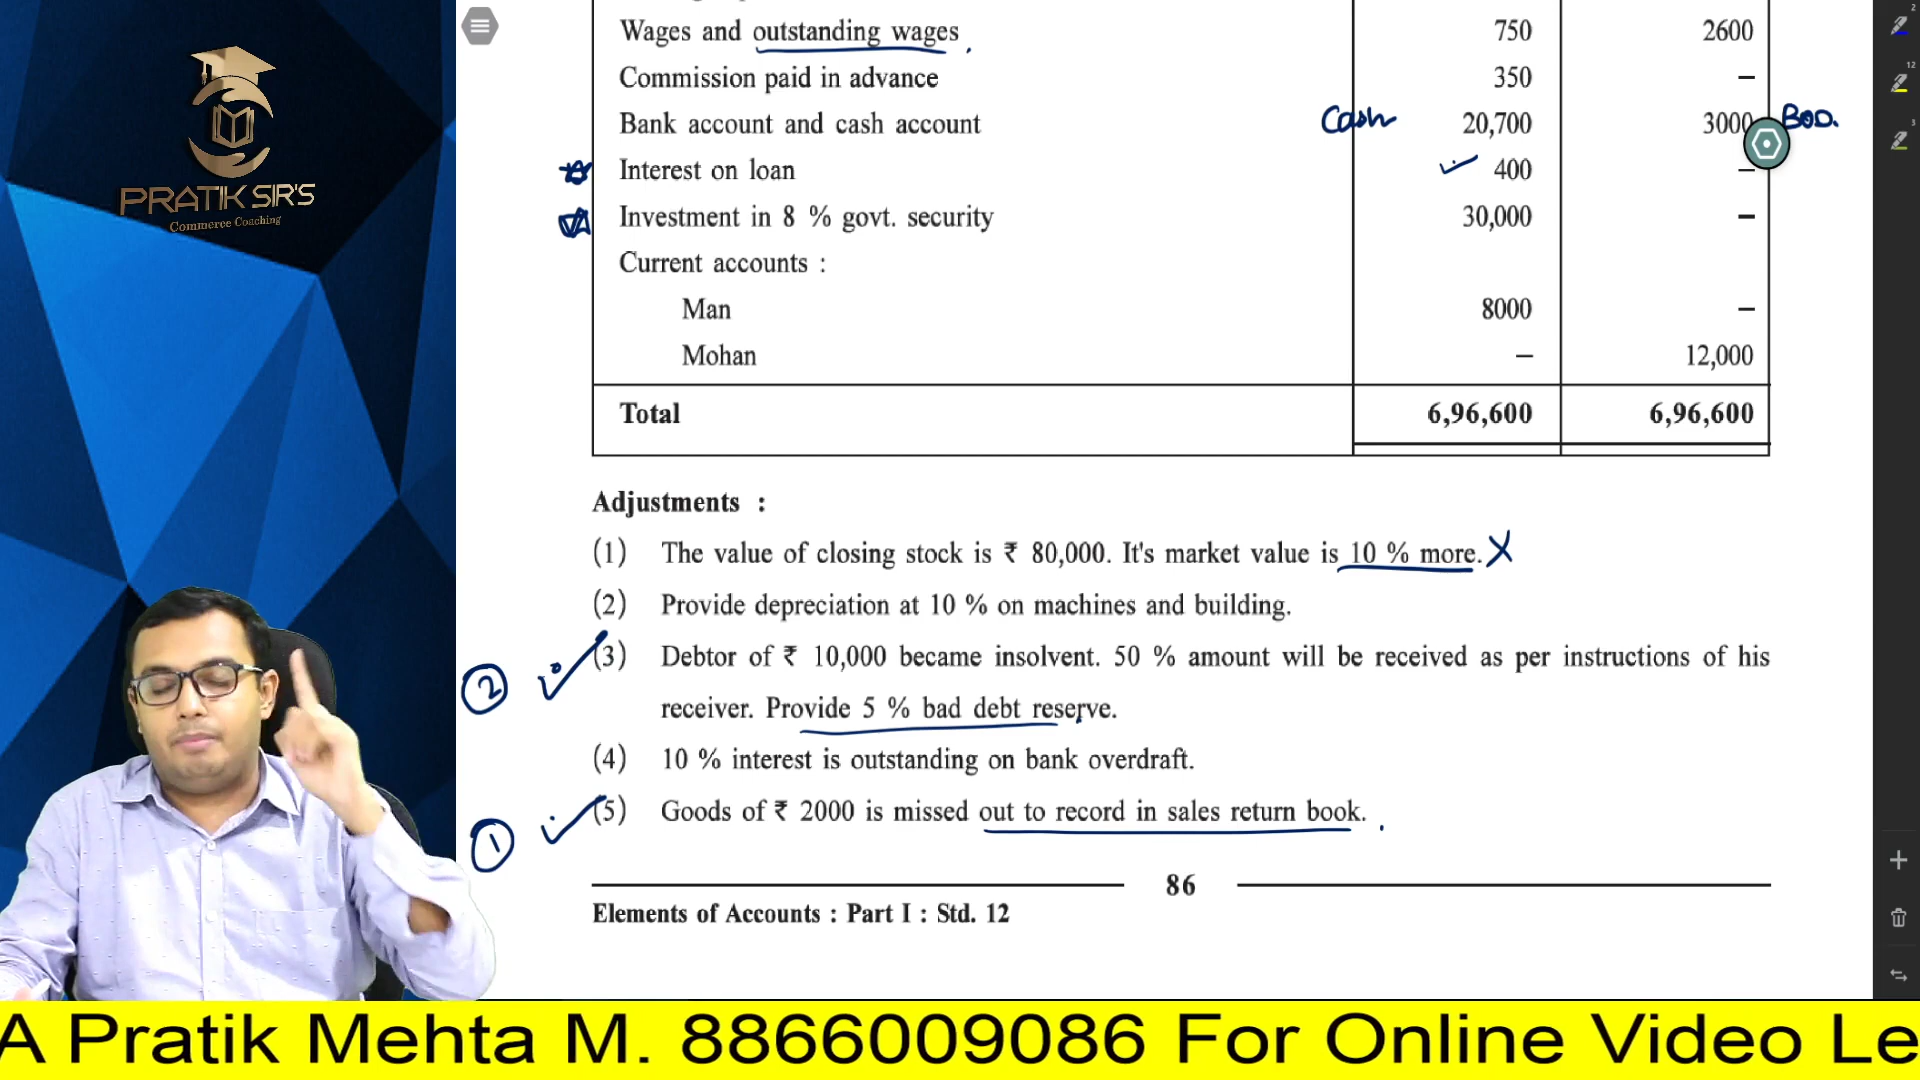 PRATIK SIR'S
Commerce Coaching
Wages and outstanding wages 750 2600
Commission paid in advance 350 –
Bank account and cash account Cash 20,700 3000 BOD.
Interest on loan 400 –
Investment in 8 % govt. security 30,000 –
Current accounts :
Man 8000 –
Mohan – 12,000
Total 6,96,600 6,96,600
Adjustments :
(1) The value of closing stock is ₹ 80,000. It's market value is 10 % more. X
(2) Provide depreciation at 10 % on machines and building.
2 (3) Debtor of ₹ 10,000 became insolvent. 50 % amount will be received as per instructions of his
receiver. Provide 5 % bad debt reserve.
(4) 10 % interest is outstanding on bank overdraft.
1 (5) Goods of ₹ 2000 is missed out to record in sales return book.
86
Elements of Accounts : Part I : Std. 12
A Pratik Mehta M. 8866009086 For Online Video Le
2
12
3